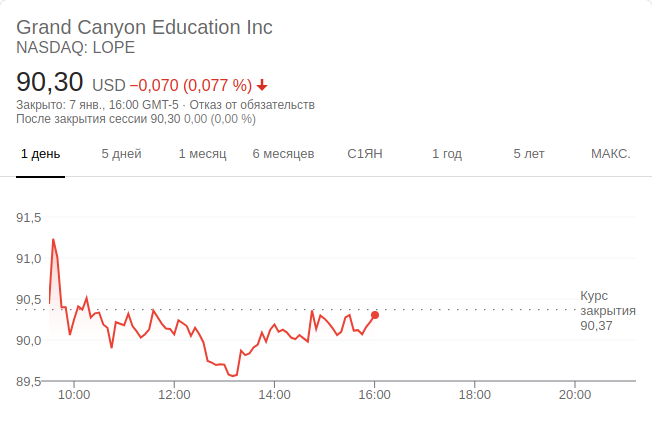 Grand Canyon Education Inc
NASDAQ: LOPE
90,30 USD −0,070 (0,077 %)
Закрыто: 7 янв., 16:00 GMT-5 · Отказ от обязательств
После закрытия сессии 90,30 0,00 (0,00 %)
1 день 5 дней 1 месяц 6 месяцев С1ЯН 1 год 5 лет МАКС.
91,5
91,0
90,5
90,0
89,5
Курс
закрытия
90,37
10:00 12:00 14:00 16:00 18:00 20:00